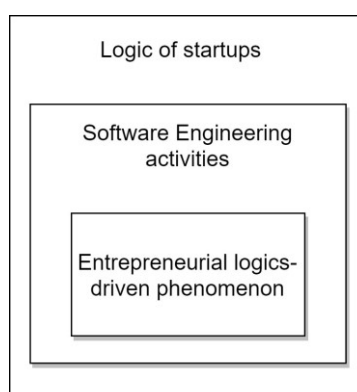 Logic of startups
Software Engineering
activities
Entrepreneurial logics-
driven phenomenon